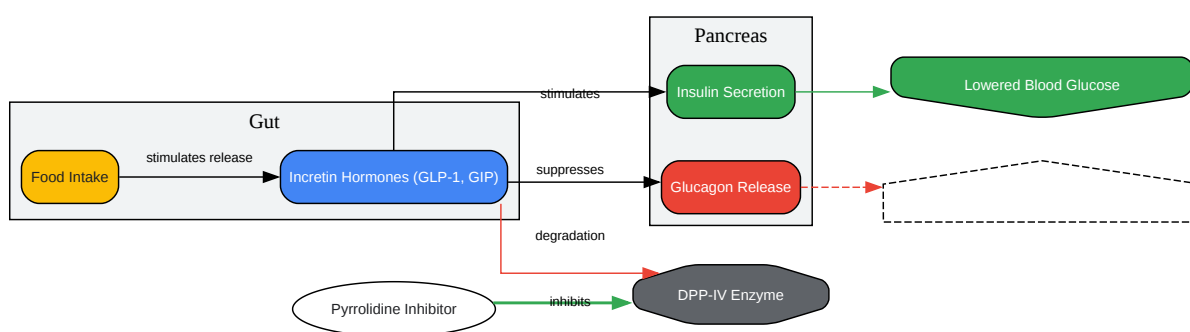 Pancreas
Insulin Secretion
Lowered Blood Glucose
stimulates
Gut
Food Intake
stimulates release
Incretin Hormones (GLP-1, GIP)
suppresses
Glucagon Release
degradation
DPP-IV Enzyme
Pyrrolidine Inhibitor
inhibits